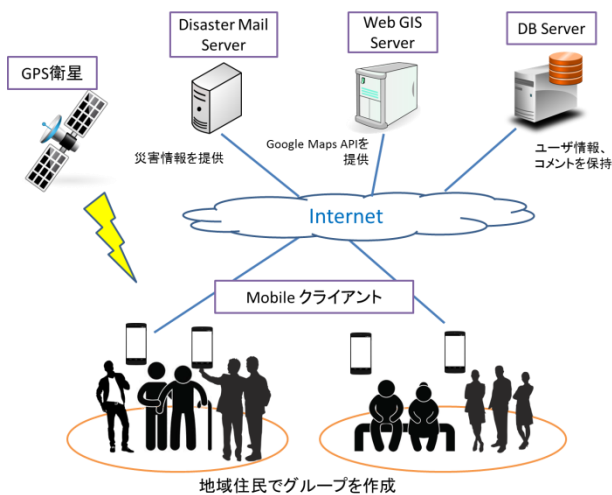 Disaster Mail
Server
Web GIS
Server
DB Server
GPS衛星
災害情報を提供
Google Maps APIを
提供
ユーザ情報、
コメントを保持
Internet
Mobile クライアント
地域住民でグループを作成